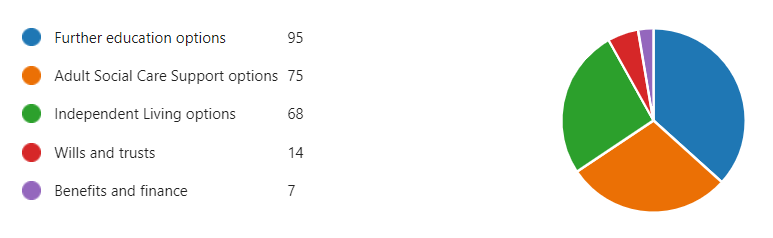 Further education options 95
Adult Social Care Support options 75
Independent Living options 68
Wills and trusts 14
Benefits and finance 7